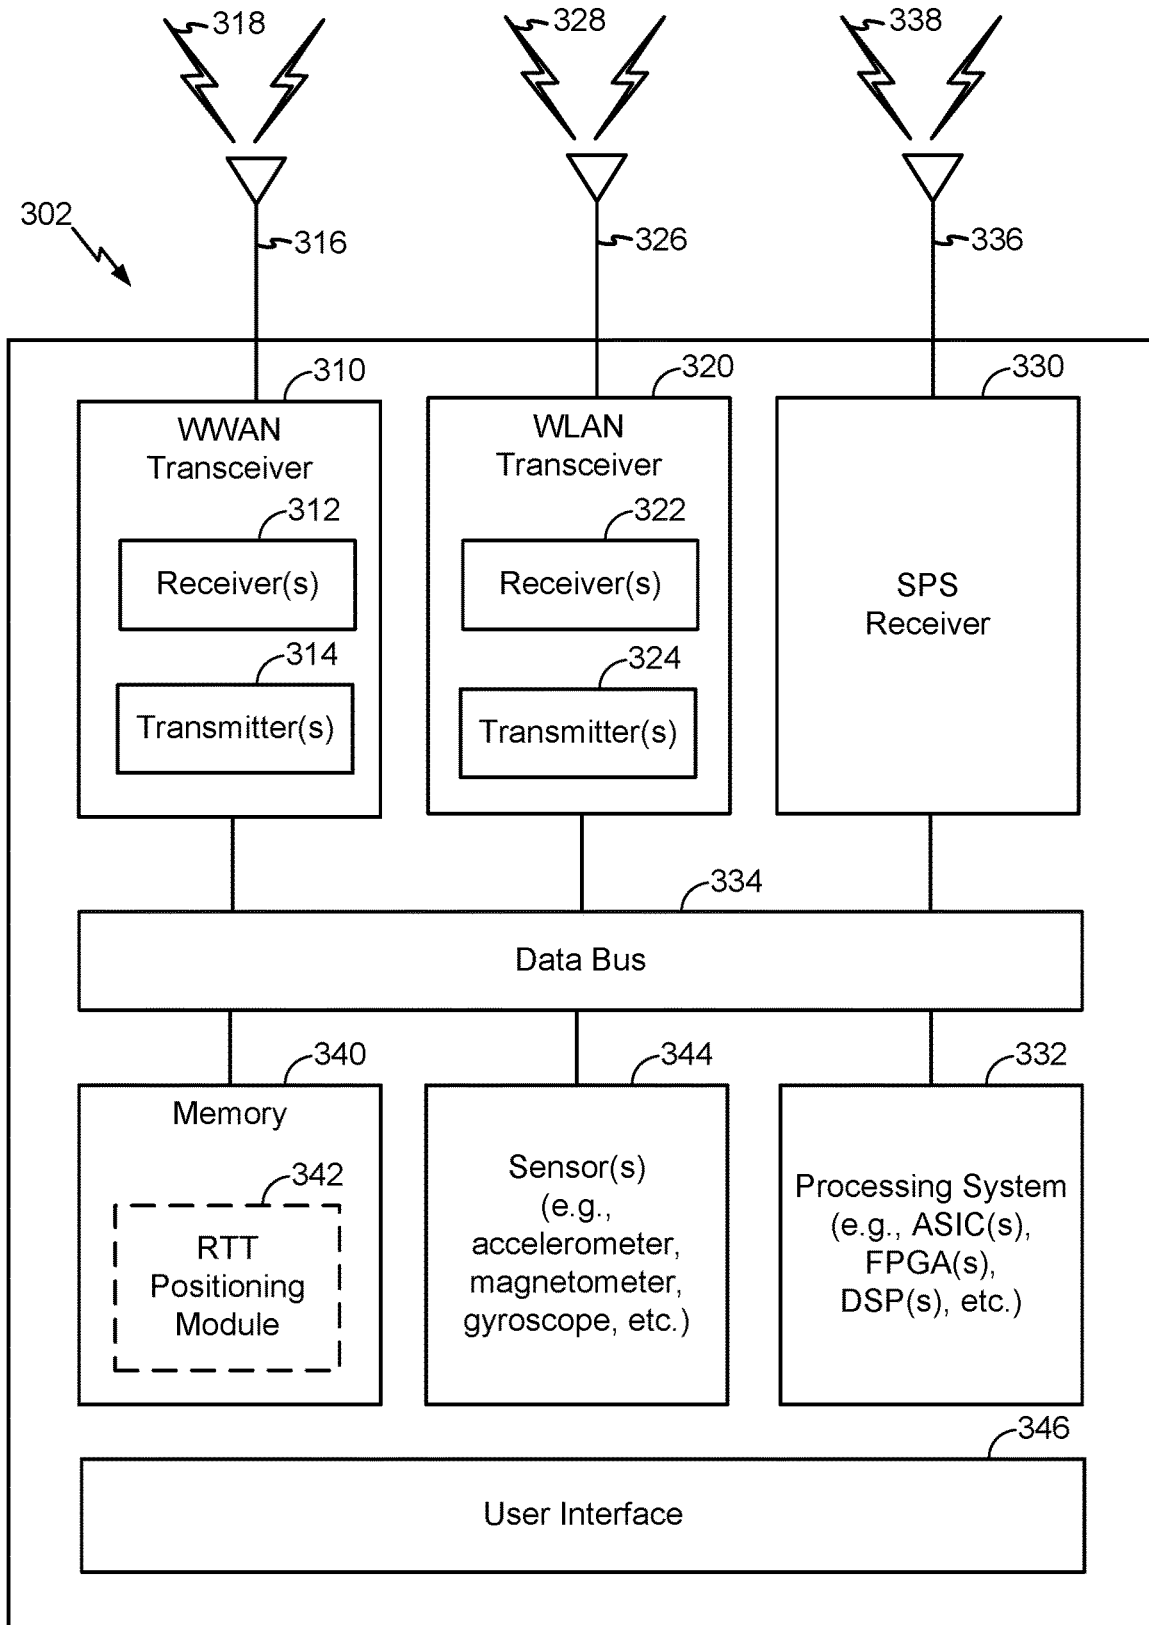 318
328
338
302
316
326
336
310
320
330
WWAN
Transceiver
WLAN
Transceiver
312
322
Receiver(s)
Receiver(s)
SPS
Receiver
314
324
Transmitter(s)
Transmitter(s)
334
Data Bus
340
344
332
Memory
342
RTT
Positioning
Module
Sensor(s)
(e.g.,
accelerometer,
magnetometer,
gyroscope, etc.)
Processing System
(e.g., ASIC(s),
FPGA(s),
DSP(s), etc.)
346
User Interface